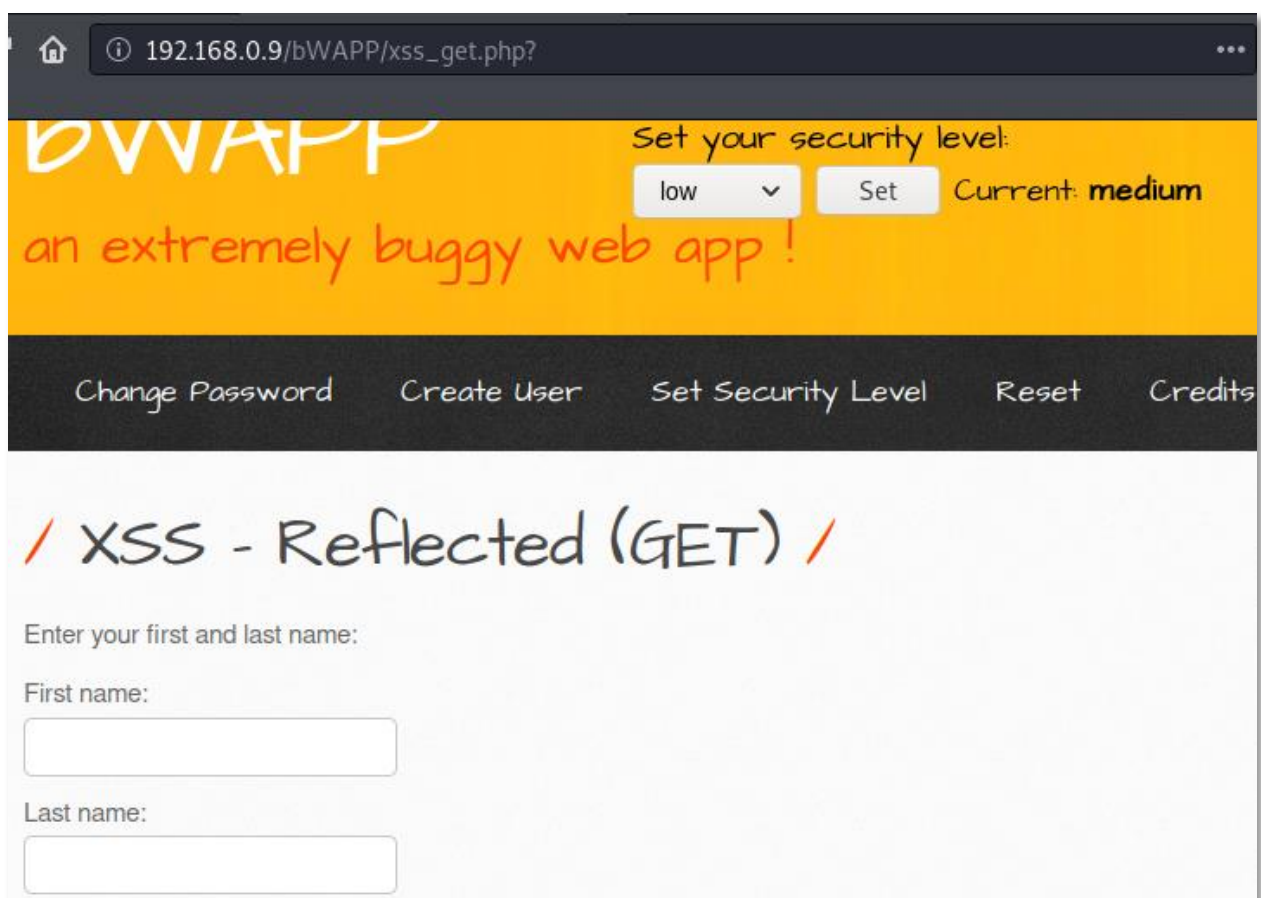 192.168.0.9/bWAPP/xss_get.php?
bWAPP
Set your security level:
low Set Current: medium
an extremely buggy web app !
Change Password Create User Set Security Level Reset Credits
/ XSS - Reflected (GET) /
Enter your first and last name:
First name:
Last name: